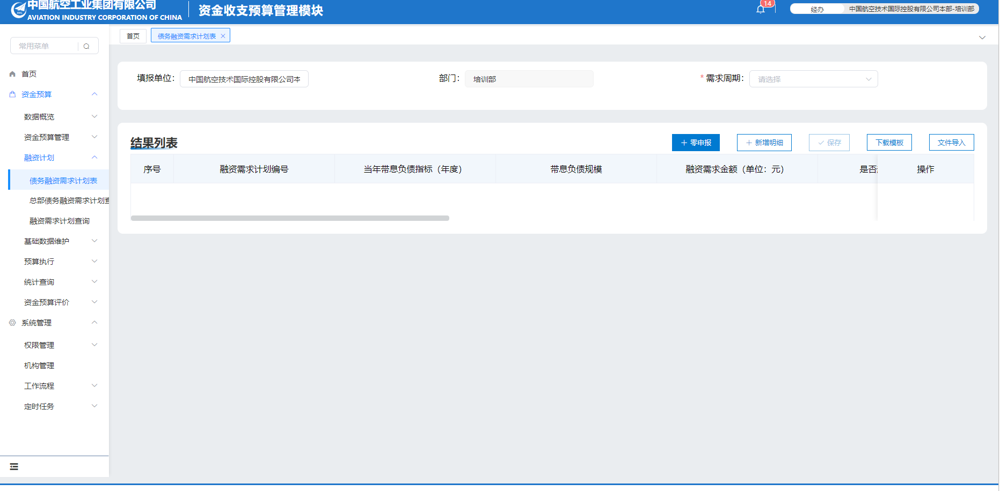 中国航空工业集团有限公司
AVIATION INDUSTRY CORPORATION OF CHINA
资金收支预算管理模块
14
经办
中国航空技术国际控股有限公司本部-培训部
首页
债务融资需求计划表
常用菜单
首页
资金预算
数据概览
资金预算管理
融资计划
债务融资需求计划表
总部债务融资需求计划查
融资需求计划查询
基础数据维护
预算执行
统计查询
资金预算评价
系统管理
权限管理
机构管理
工作流程
定时任务
填报单位: 中国航空技术国际控股有限公司本
部门: 培训部
* 需求周期: 请选择
结果列表
零申报
新增明细
保存
下载模板
文件导入
序号 融资需求计划编号 当年带息负债指标（年度） 带息负债规模 融资需求金额（单位：元） 是否 操作